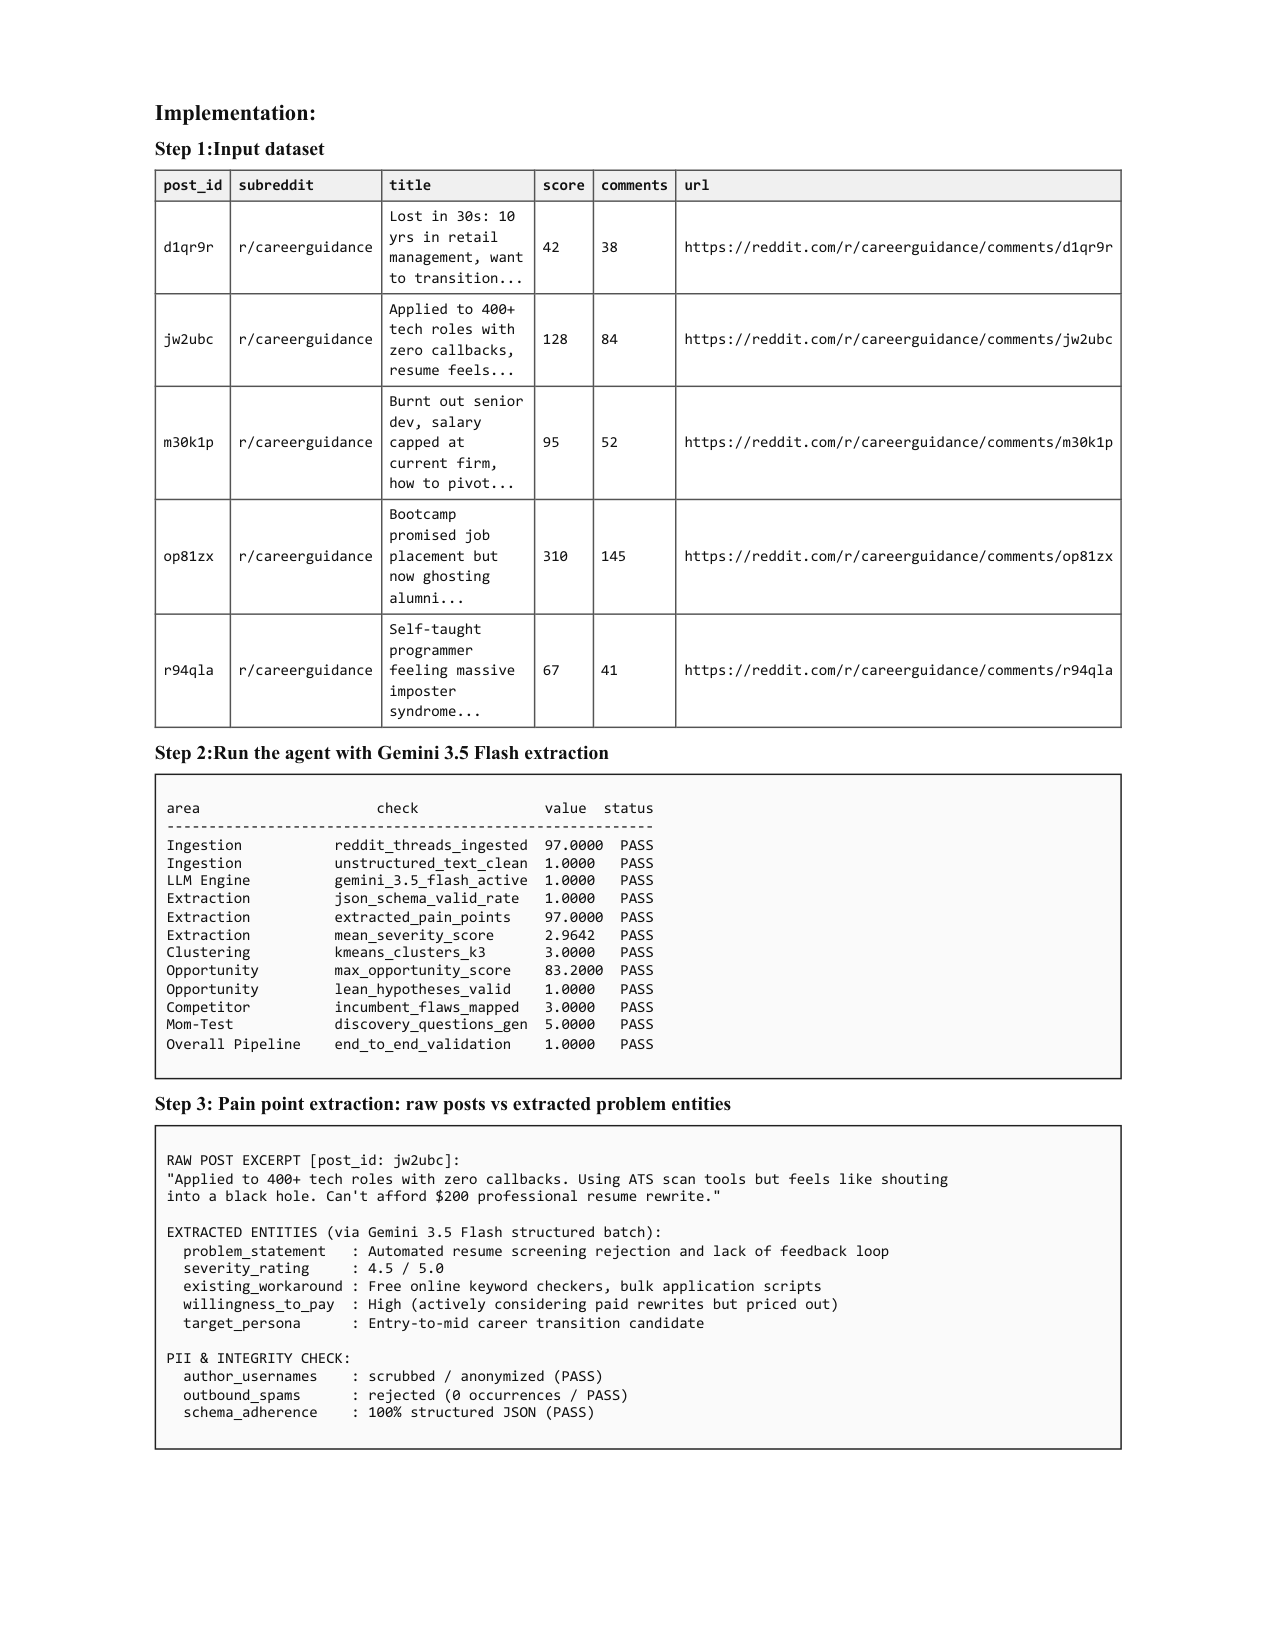 Implementation:
Step 1:Input dataset
post_id subreddit title score comments url
d1qr9r r/careerguidance Lost in 30s: 10 yrs in retail management, want to transition... 42 38 https://reddit.com/r/careerguidance/comments/d1qr9r
jw2ubc r/careerguidance Applied to 400+ tech roles with zero callbacks, resume feels... 128 84 https://reddit.com/r/careerguidance/comments/jw2ubc
m30k1p r/careerguidance Burnt out senior dev, salary capped at current firm, how to pivot... 95 52 https://reddit.com/r/careerguidance/comments/m30k1p
op81zx r/careerguidance Bootcamp promised job placement but now ghosting alumni... 310 145 https://reddit.com/r/careerguidance/comments/op81zx
r94qla r/careerguidance Self-taught programmer feeling massive imposter syndrome... 67 41 https://reddit.com/r/careerguidance/comments/r94qla
Step 2:Run the agent with Gemini 3.5 Flash extraction
area check value status
----------------------------------------------------------
Ingestion reddit_threads_ingested 97.0000 PASS
Ingestion unstructured_text_clean 1.0000 PASS
LLM Engine gemini_3.5_flash_active 1.0000 PASS
Extraction json_schema_valid_rate 1.0000 PASS
Extraction extracted_pain_points 97.0000 PASS
Extraction mean_severity_score 2.9642 PASS
Clustering kmeans_clusters_k3 3.0000 PASS
Opportunity max_opportunity_score 83.2000 PASS
Opportunity lean_hypotheses_valid 1.0000 PASS
Competitor incumbent_flaws_mapped 3.0000 PASS
Mom-Test discovery_questions_gen 5.0000 PASS
Overall Pipeline end_to_end_validation 1.0000 PASS
Step 3: Pain point extraction: raw posts vs extracted problem entities
RAW POST EXCERPT [post_id: jw2ubc]:
"Applied to 400+ tech roles with zero callbacks. Using ATS scan tools but feels like shouting
into a black hole. Can't afford $200 professional resume rewrite."
EXTRACTED ENTITIES (via Gemini 3.5 Flash structured batch):
problem_statement : Automated resume screening rejection and lack of feedback loop
severity_rating : 4.5 / 5.0
existing_workaround : Free online keyword checkers, bulk application scripts
willingness_to_pay : High (actively considering paid rewrites but priced out)
target_persona : Entry-to-mid career transition candidate
PII & INTEGRITY CHECK:
author_usernames : scrubbed / anonymized (PASS)
outbound_spams : rejected (0 occurrences / PASS)
schema_adherence : 100% structured JSON (PASS)